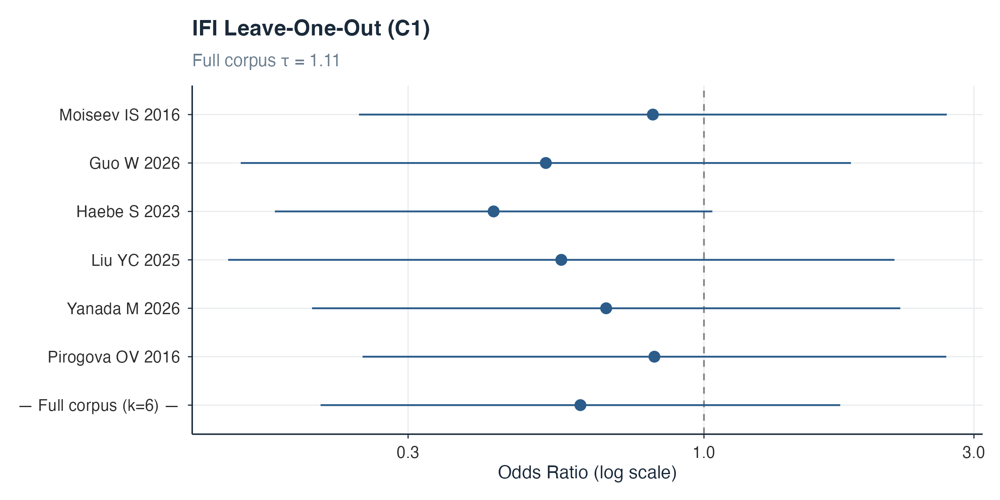 IFI Leave-One-Out (C1)
Full corpus τ = 1.11
Moiseev IS 2016
Guo W 2026
Haebe S 2023
Liu YC 2025
Yanada M 2026
Pirogova OV 2016
— Full corpus (k=6) —
0.3 1.0 3.0
Odds Ratio (log scale)